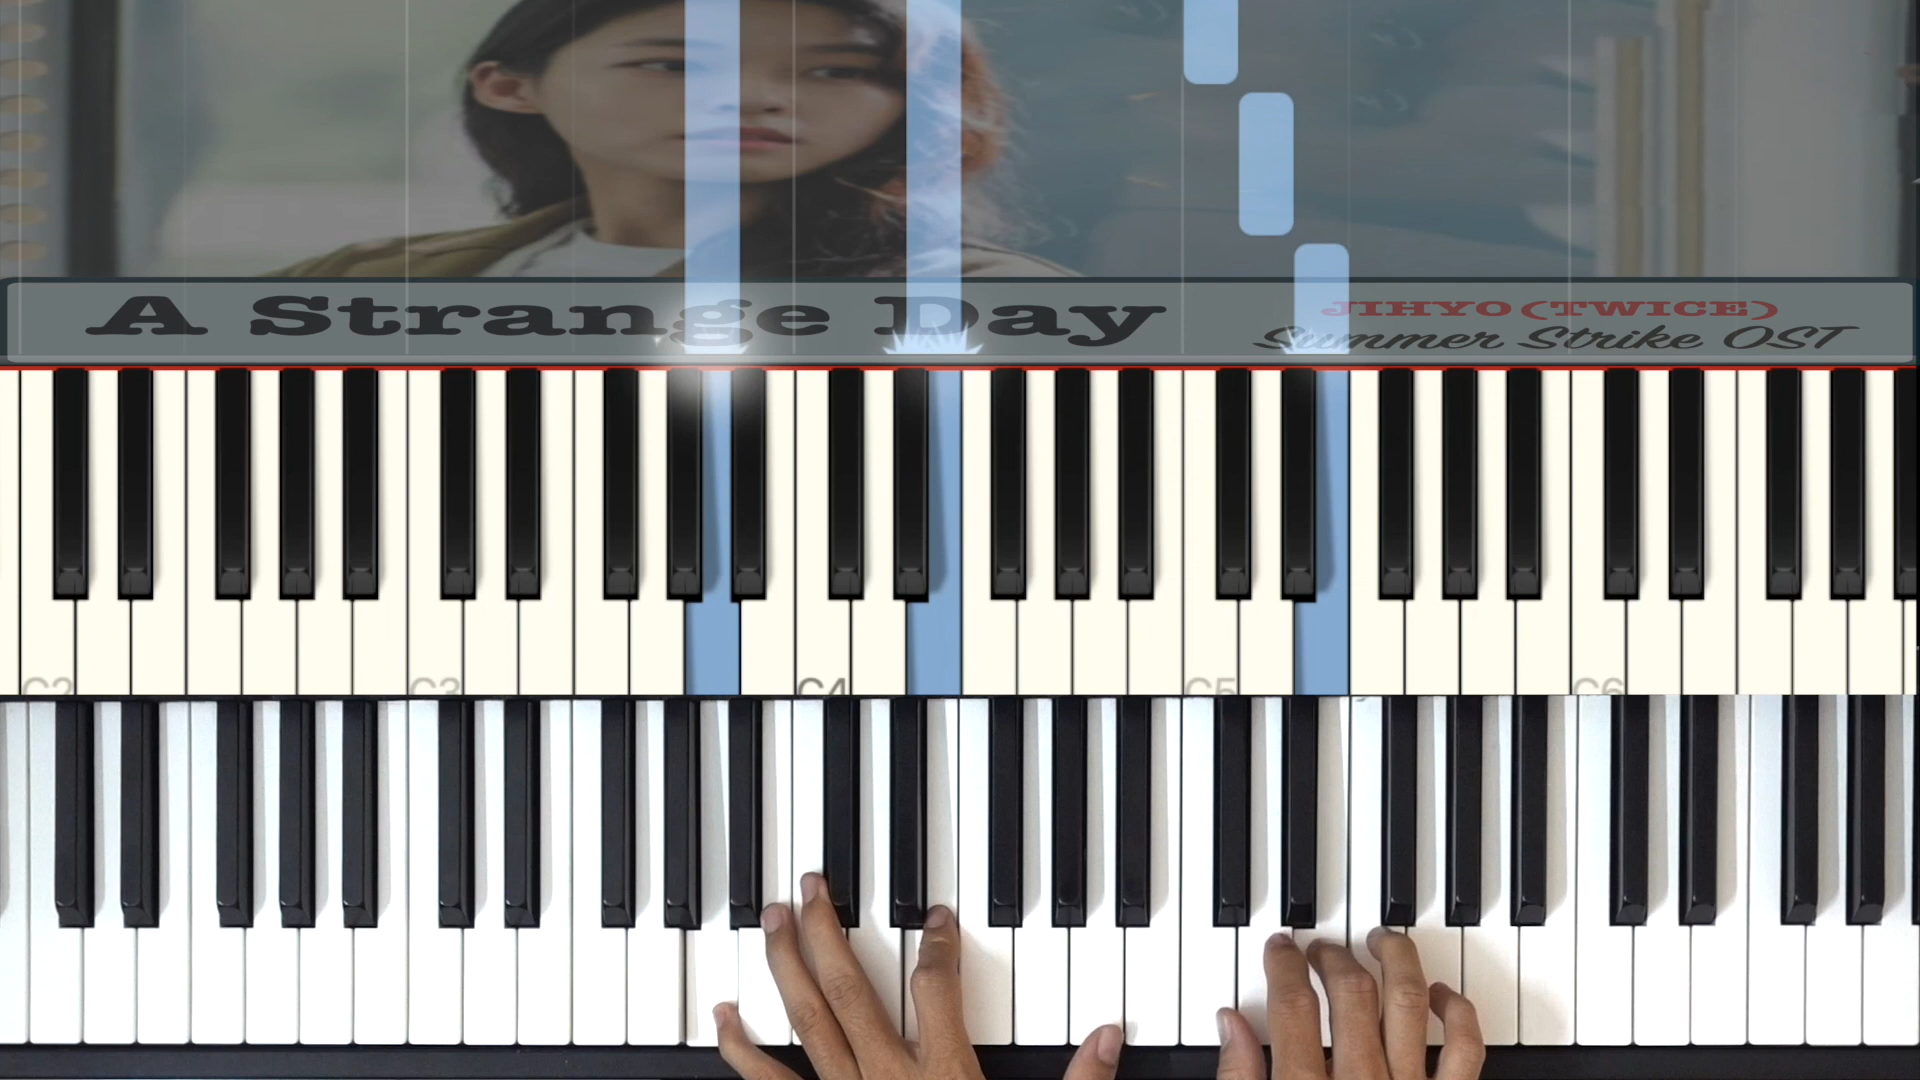 A Strange Day
JIHYO (TWICE)
Summer Strike OST
C2 C3 C4 C5 C6